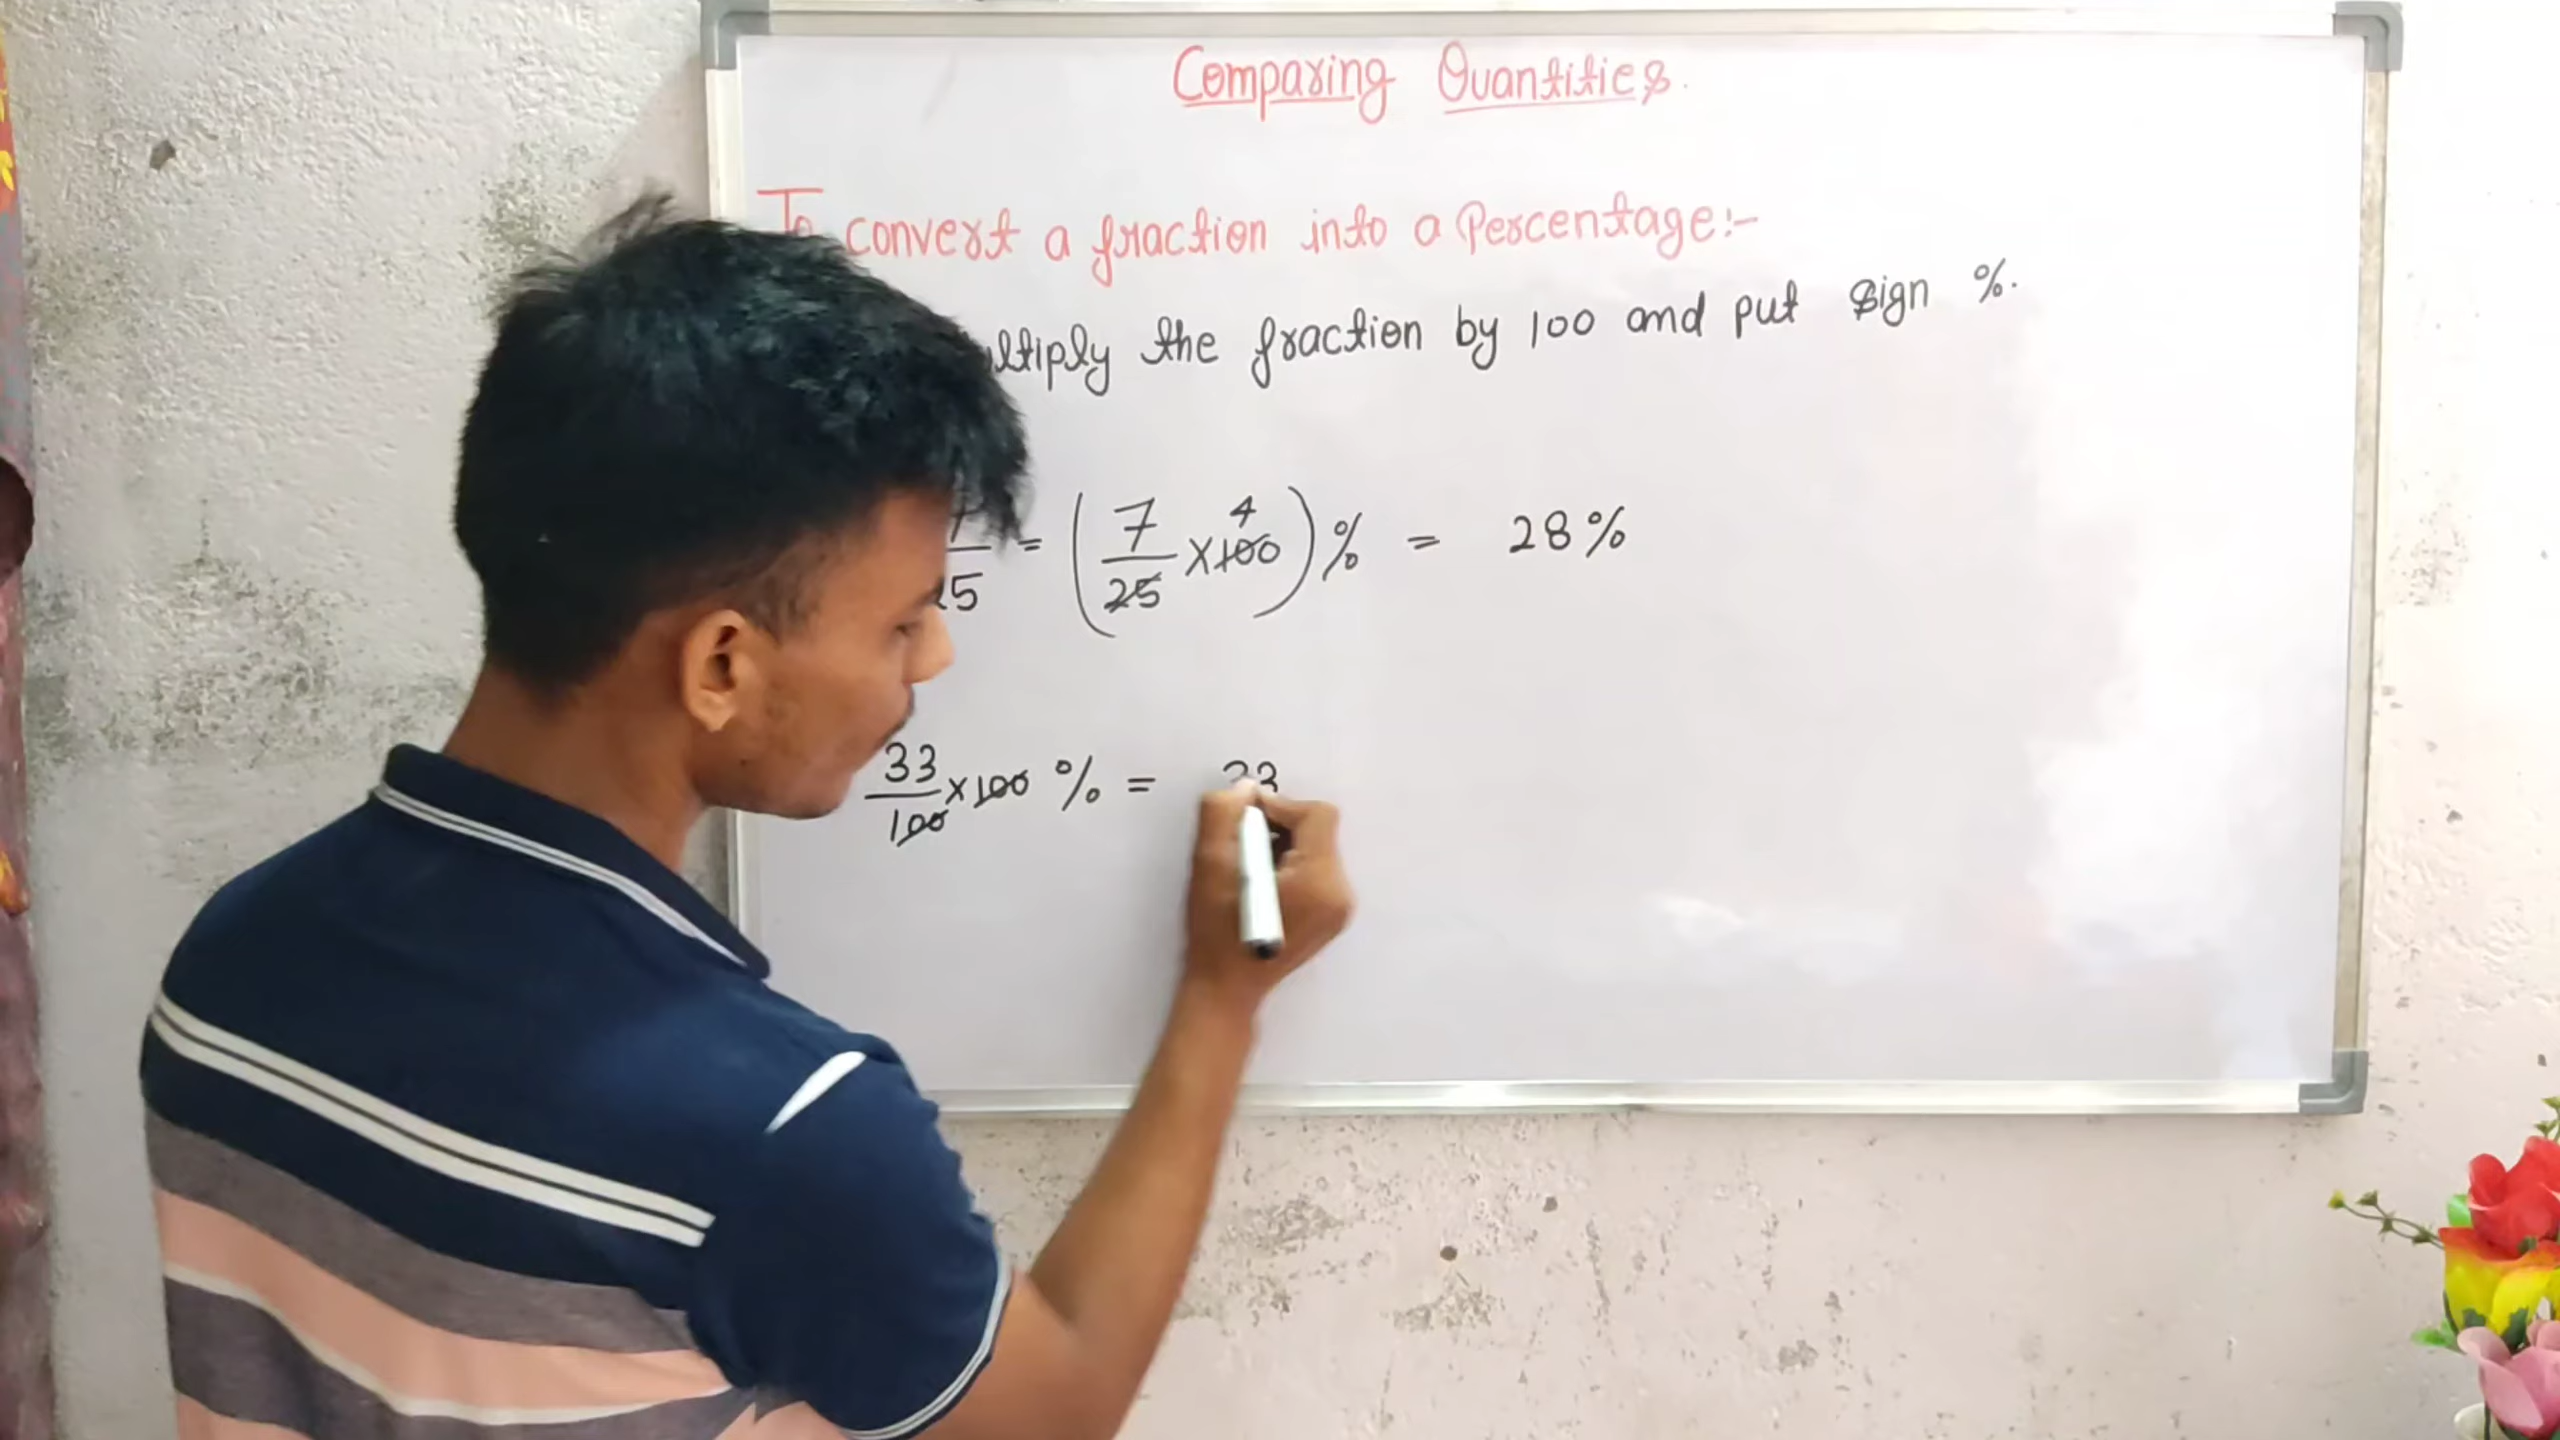 Comparing Quantities.
To convert a fraction into a Percentage:-
the fraction by 100 and put sign %.
= (7/25 ×100 4)% = 28%
33/100 ×100 % = 33